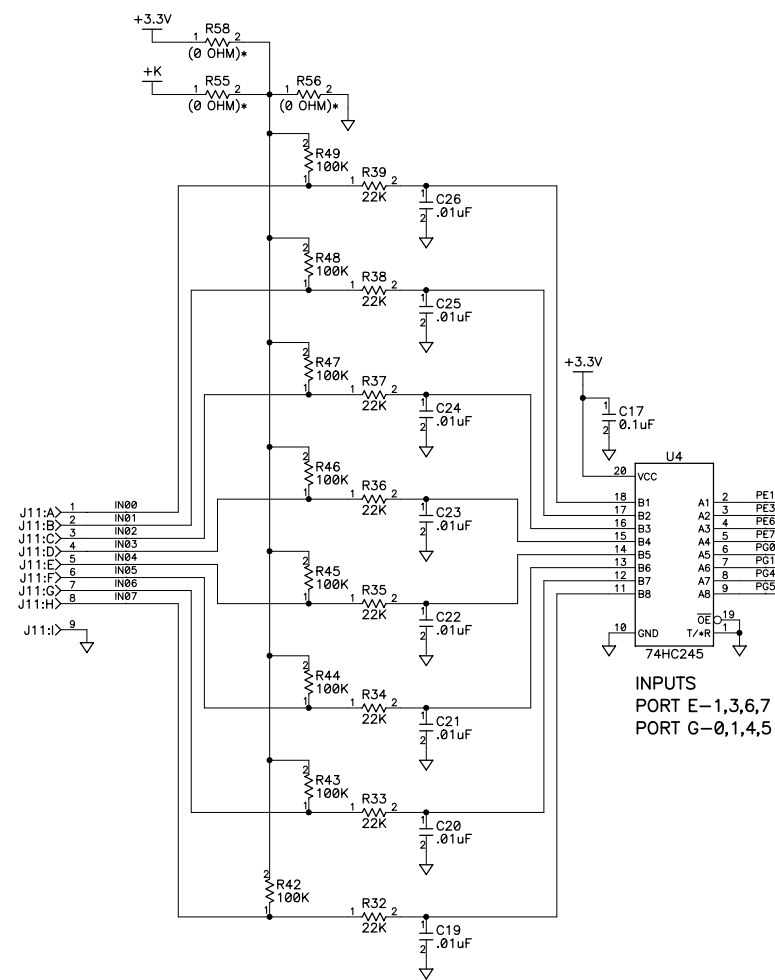 +3.3V
R58
1 2
(0 OHM)*
+K
R55 R56
1 2 1 2
(0 OHM)* (0 OHM)*
2 R49
100K
1
R39
1 2
22K
1 C26
.01uF
2
2 R48
100K
1
R38
1 2
22K
1 C25
.01uF
2
2 R47
100K
1
R37
1 2
22K
1 C24
.01uF
2
+3.3V
1 C17
0.1uF
2
2 R46
100K
1
R36
1 2
22K
1 C23
.01uF
2
J11:A 1 IN00
J11:B 2 IN01
J11:C 3 IN02
J11:D 4 IN03
J11:E 5 IN04
J11:F 6 IN05
J11:G 7 IN06
J11:H 8 IN07
J11:I 9
U4
20 VCC
18 B1 A1 2 PE1
17 B2 A2 3 PE3
16 B3 A3 4 PE6
15 B4 A4 5 PE7
14 B5 A5 6 PG0
13 B6 A6 7 PG1
12 B7 A7 8 PG4
11 B8 A8 9 PG5
OE 19
10 GND T/*R 1
74HC245
INPUTS
PORT E-1,3,6,7
PORT G-0,1,4,5
2 R45
100K
1
R35
1 2
22K
1 C22
.01uF
2
2 R44
100K
1
R34
1 2
22K
1 C21
.01uF
2
2 R43
100K
1
R33
1 2
22K
1 C20
.01uF
2
2 R42
100K
1
R32
1 2
22K
1 C19
.01uF
2